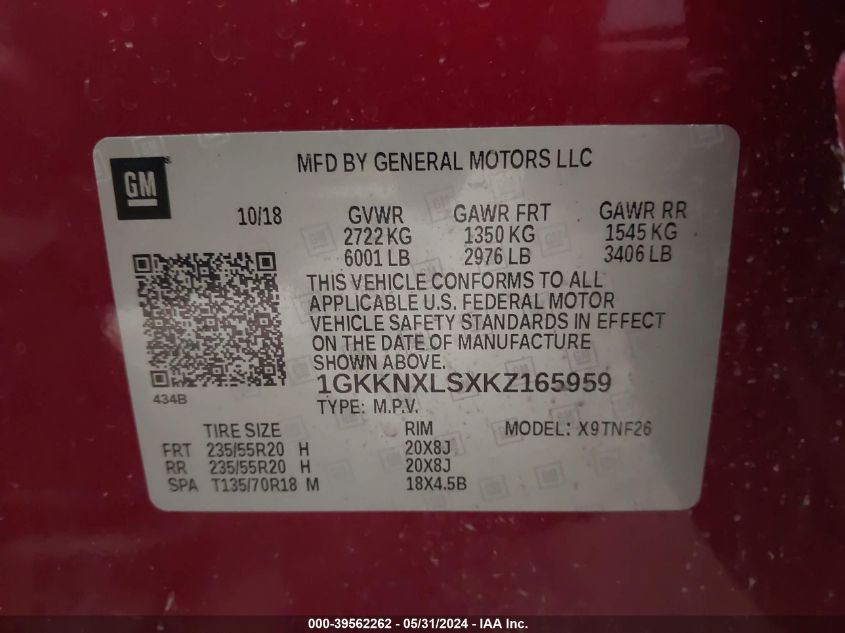 MFD BY GENERAL MOTORS LLC
GM
10/18
GVWR GAWR FRT GAWR RR
2722 KG 1350 KG 1545 KG
6001 LB 2976 LB 3406 LB
THIS VEHICLE CONFORMS TO ALL
APPLICABLE U.S. FEDERAL MOTOR
VEHICLE SAFETY STANDARDS IN EFFECT
ON THE DATE OF MANUFACTURE
SHOWN ABOVE.
1GKKNXLSXKZ165959
434B
TYPE: M.P.V.
TIRE SIZE RIM MODEL: X9TNF26
FRT 235/55R20 H 20X8J
RR 235/55R20 H 20X8J
SPA T135/70R18 M 18X4.5B
000-39562262 - 05/31/2024 - IAA Inc.